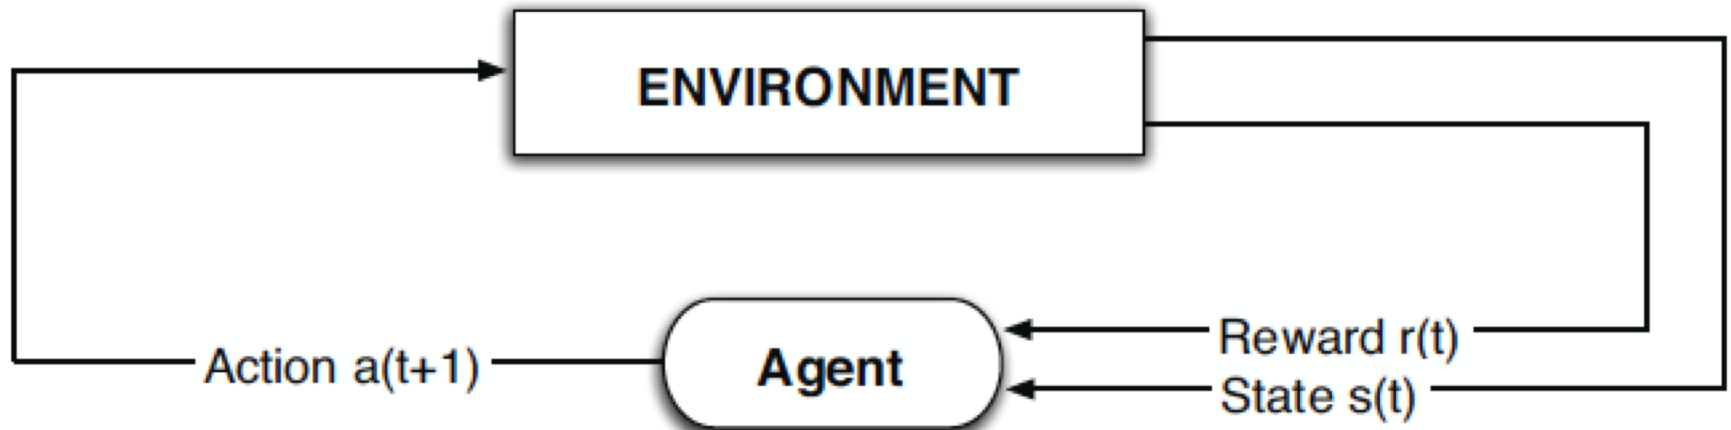 ENVIRONMENT
Action a(t+1)
Agent
Reward r(t)
State s(t)